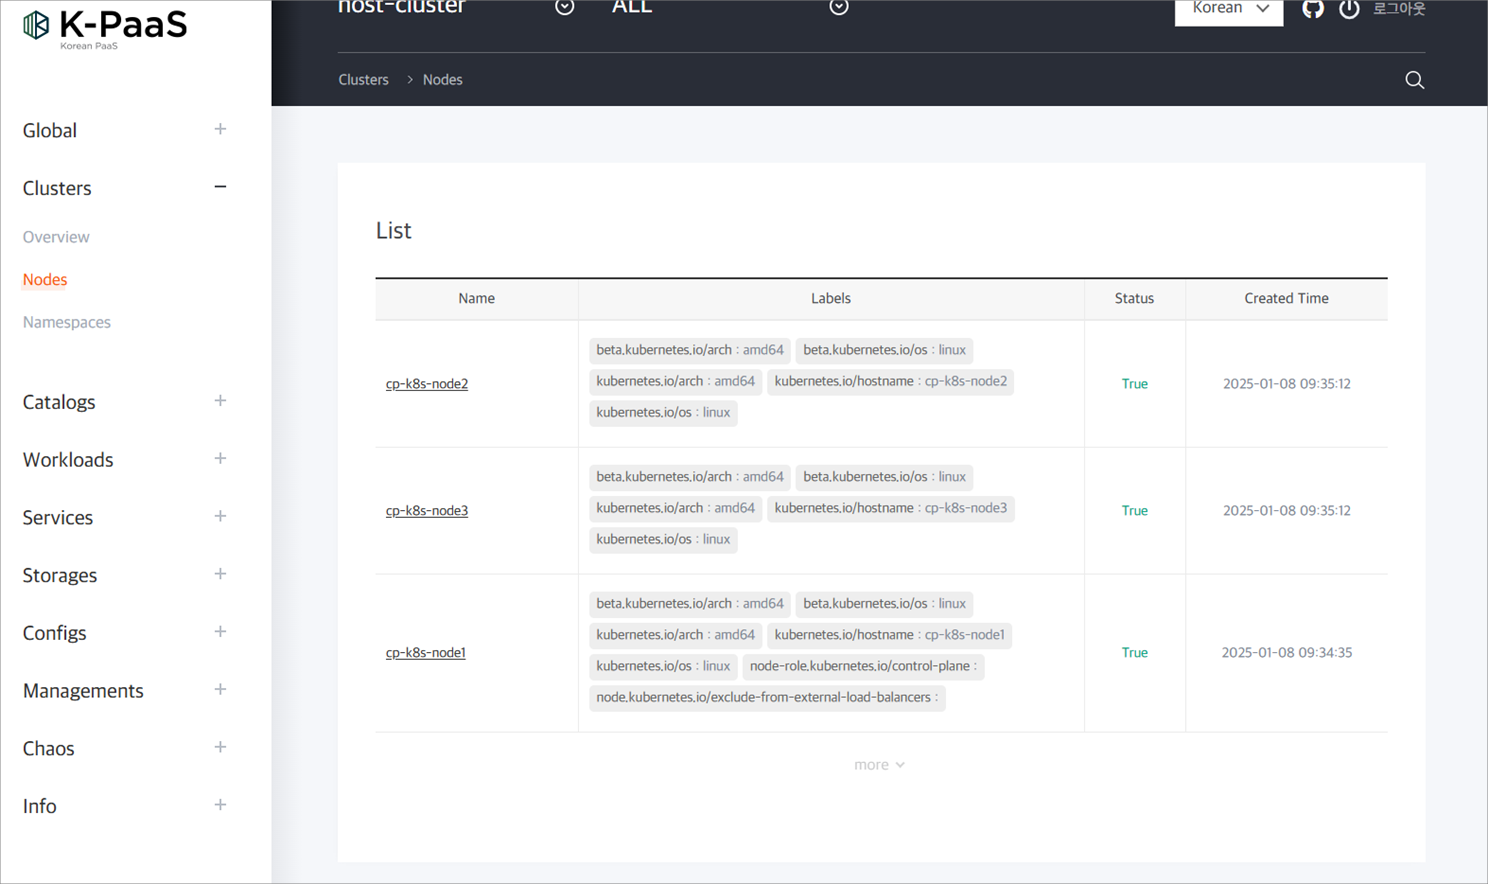 K-PaaS
Korean PaaS
host-cluster
ALL
Korean
로그아웃
Clusters > Nodes
Global
Clusters
Overview
Nodes
Namespaces
Catalogs
Workloads
Services
Storages
Configs
Managements
Chaos
Info
List
Name Labels Status Created Time
cp-k8s-node2
beta.kubernetes.io/arch : amd64 beta.kubernetes.io/os : linux
kubernetes.io/arch : amd64 kubernetes.io/hostname : cp-k8s-node2
kubernetes.io/os : linux
True
2025-01-08 09:35:12
cp-k8s-node3
beta.kubernetes.io/arch : amd64 beta.kubernetes.io/os : linux
kubernetes.io/arch : amd64 kubernetes.io/hostname : cp-k8s-node3
kubernetes.io/os : linux
True
2025-01-08 09:35:12
cp-k8s-node1
beta.kubernetes.io/arch : amd64 beta.kubernetes.io/os : linux
kubernetes.io/arch : amd64 kubernetes.io/hostname : cp-k8s-node1
kubernetes.io/os : linux node-role.kubernetes.io/control-plane :
node.kubernetes.io/exclude-from-external-load-balancers :
True
2025-01-08 09:34:35
more